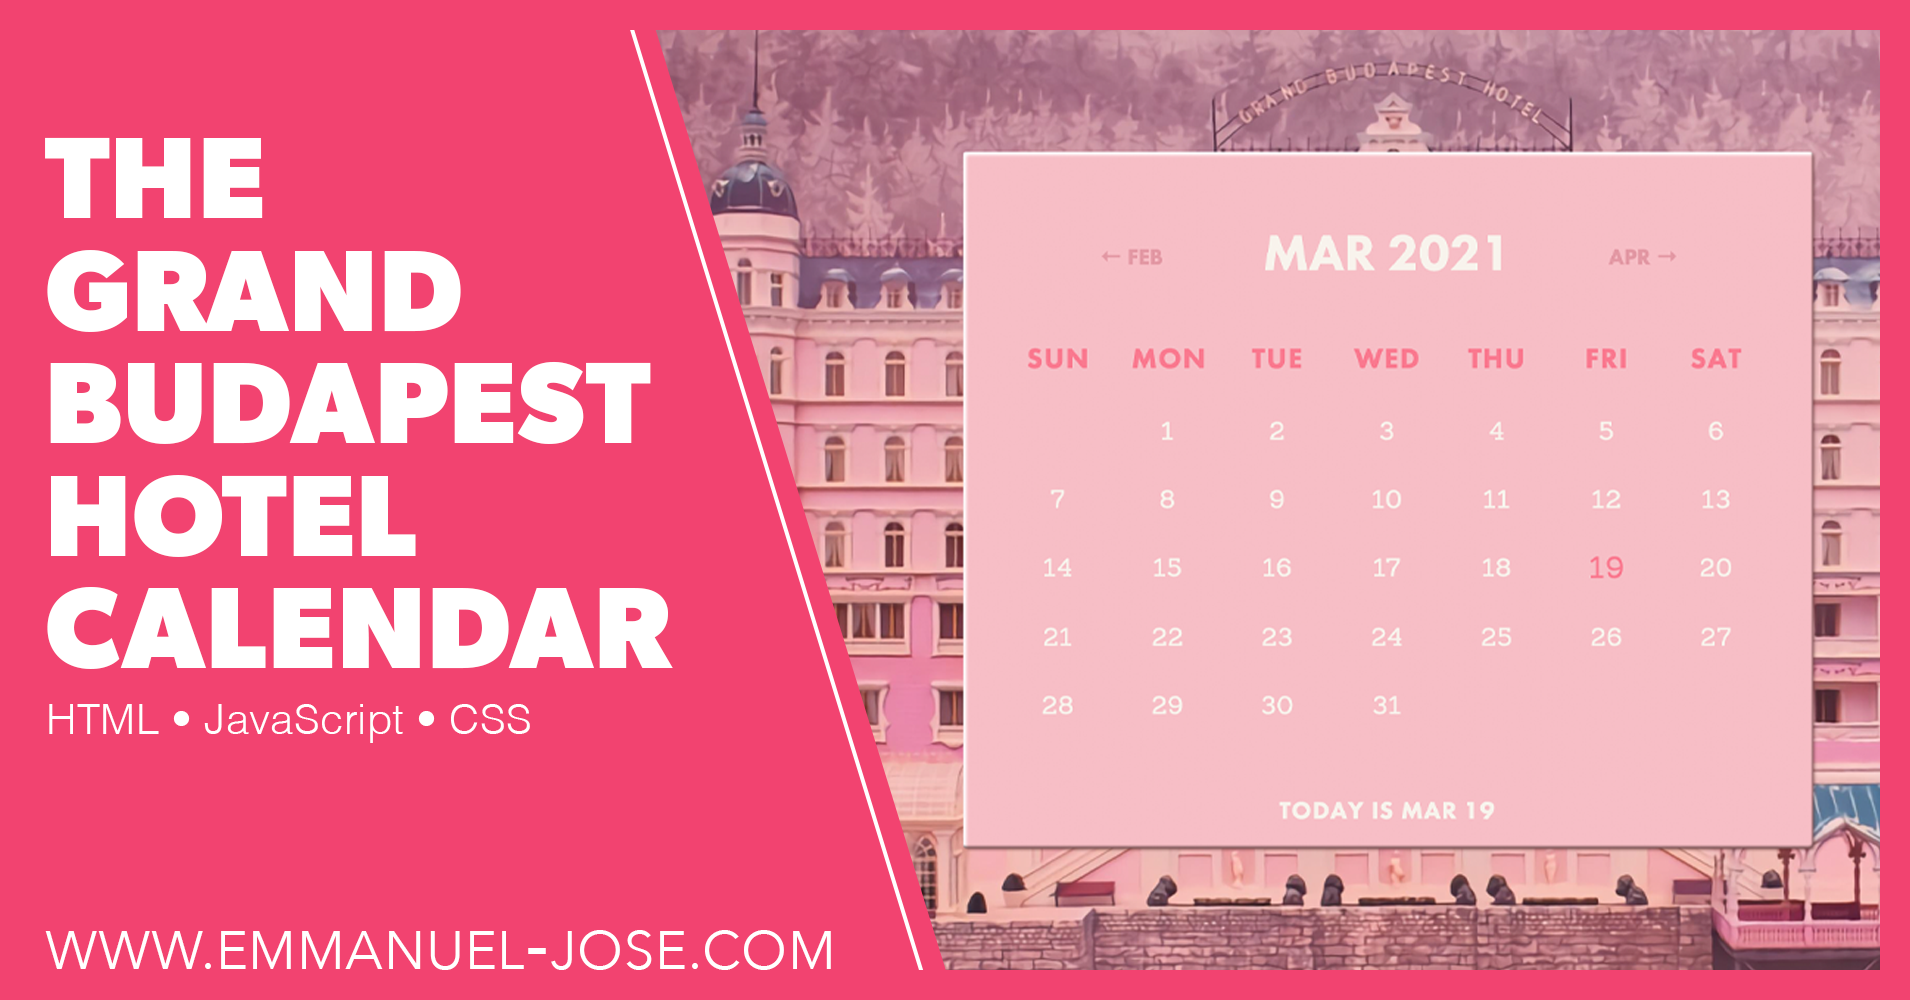 THE
GRAND
BUDAPEST
HOTEL
CALENDAR
HTML • JavaScript • CSS
WWW.EMMANUEL-JOSE.COM
GRAND BUDAPEST HOTEL
← FEB MAR 2021 APR →
SUN MON TUE WED THU FRI SAT
1 2 3 4 5 6
7 8 9 10 11 12 13
14 15 16 17 18 19 20
21 22 23 24 25 26 27
28 29 30 31
TODAY IS MAR 19